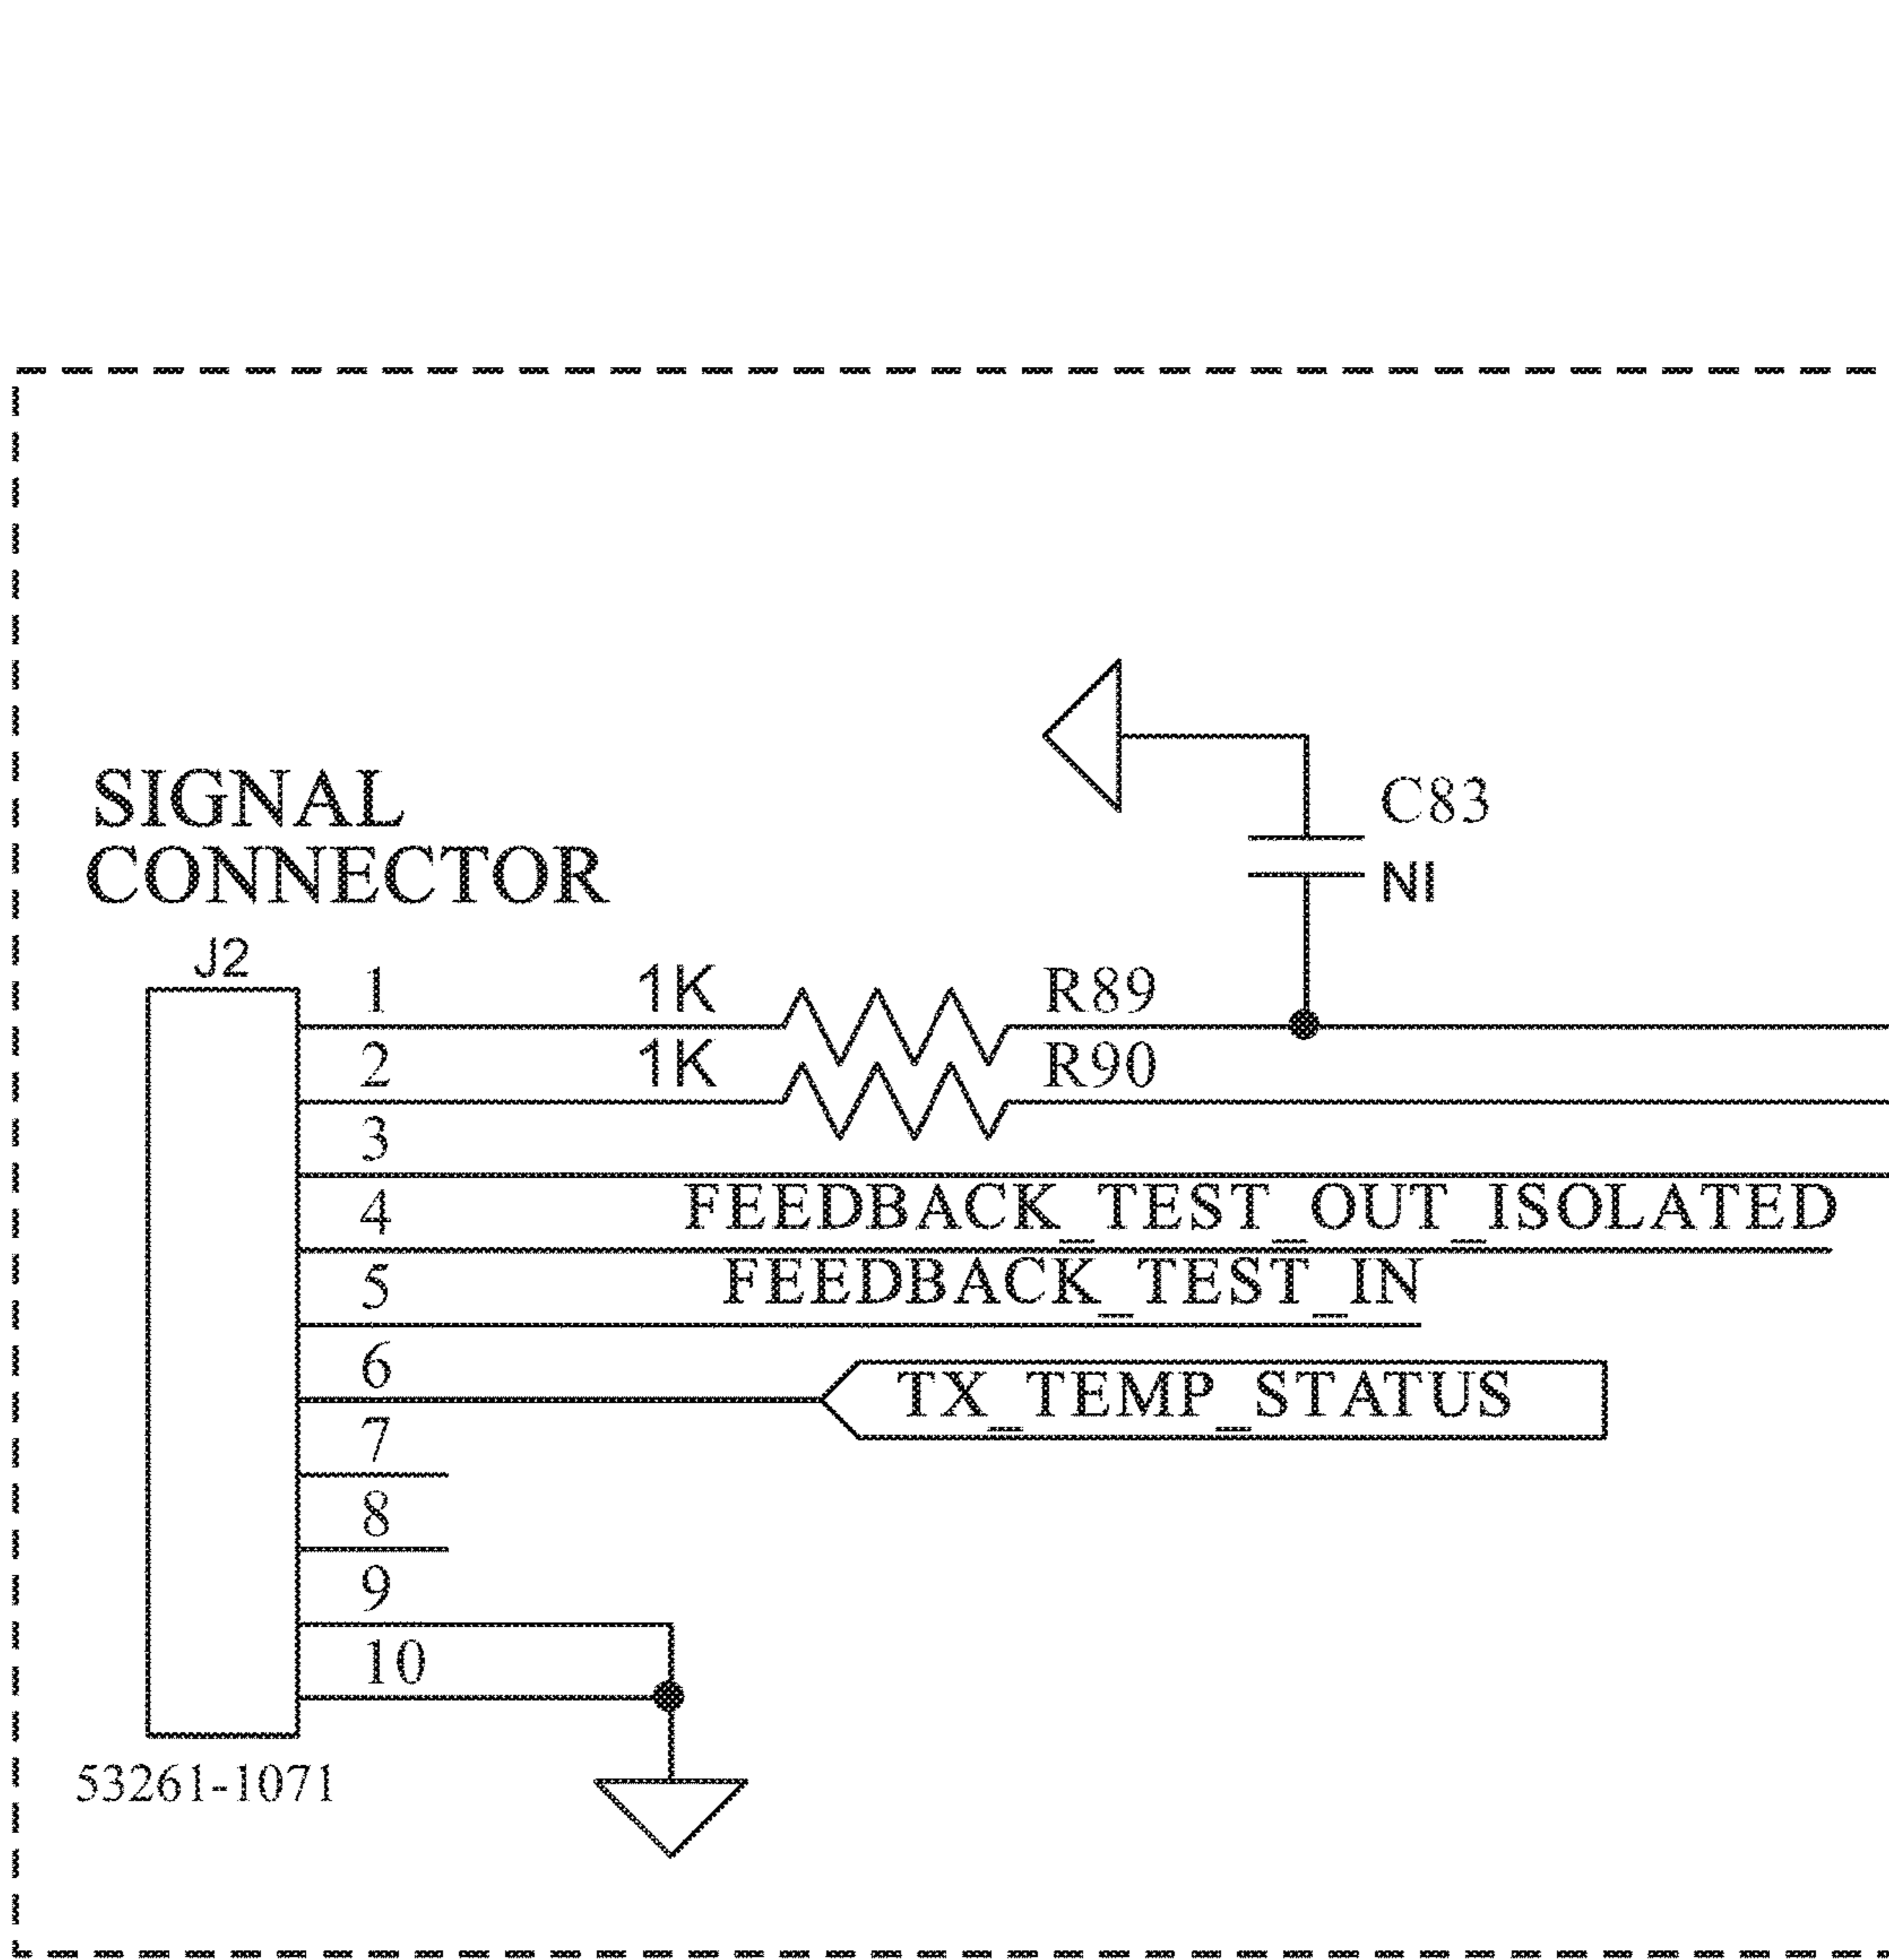 SIGNAL
CONNECTOR
C83
NI
J2
1 1K R89
2 1K R90
3
4 FEEDBACK_TEST_OUT_ISOLATED
5 FEEDBACK_TEST_IN
6 TX_TEMP_STATUS
7
8
9
10
53261-1071